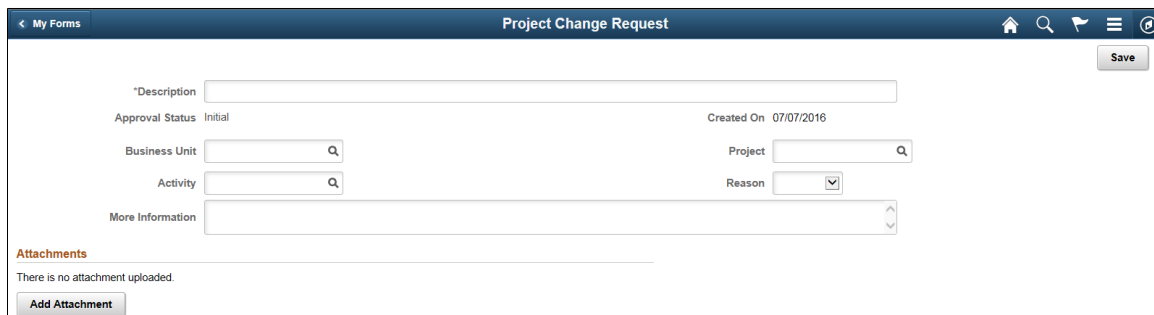 My Forms
Project Change Request
Save
*Description
Approval Status Initial
Created On 07/07/2016
Business Unit
Project
Activity
Reason
More Information
Attachments
There is no attachment uploaded.
Add Attachment